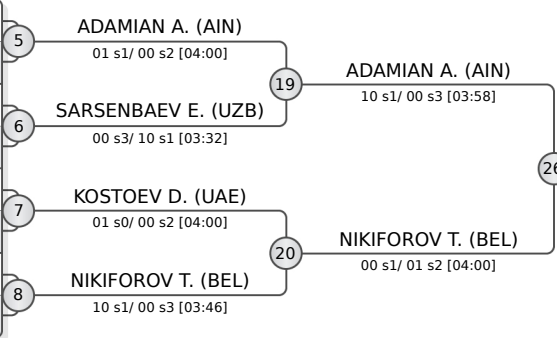 5
ADAMIAN A. (AIN)
01 s1/ 00 s2 [04:00]
19
ADAMIAN A. (AIN)
10 s1/ 00 s3 [03:58]
6
SARSENBAEV E. (UZB)
00 s3/ 10 s1 [03:32]
26
7
KOSTOEV D. (UAE)
01 s0/ 00 s2 [04:00]
20
NIKIFOROV T. (BEL)
00 s1/ 01 s2 [04:00]
8
NIKIFOROV T. (BEL)
10 s1/ 00 s3 [03:46]